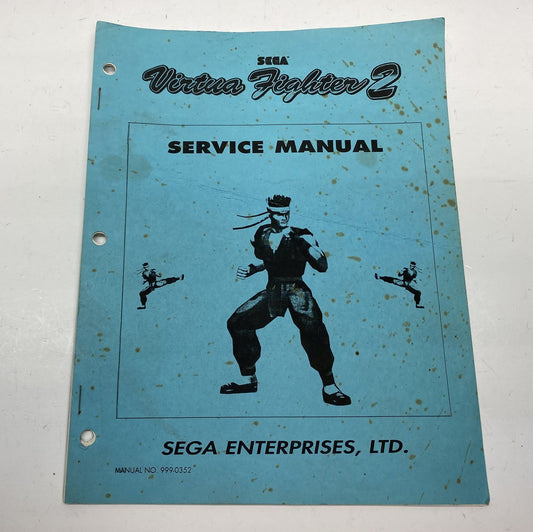 SEGA
Virtua Fighter 2
SERVICE MANUAL
SEGA ENTERPRISES, LTD.
MANUAL NO. 999-0352